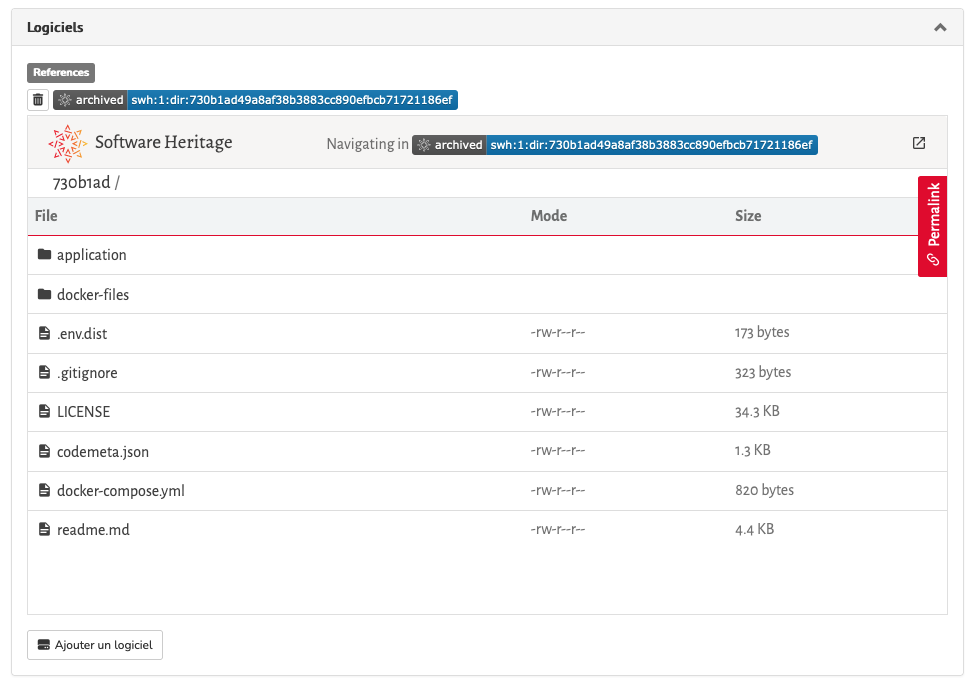 Logiciels
References
archived swh:1:dir:730b1ad49a8af38b3883cc890efbcb71721186ef
Software Heritage Navigating in archived swh:1:dir:730b1ad49a8af38b3883cc890efbcb71721186ef
730b1ad /
Permalink
File Mode Size
application
docker-files
.env.dist -rw-r--r-- 173 bytes
.gitignore -rw-r--r-- 323 bytes
LICENSE -rw-r--r-- 34.3 KB
codemeta.json -rw-r--r-- 1.3 KB
docker-compose.yml -rw-r--r-- 820 bytes
readme.md -rw-r--r-- 4.4 KB
Ajouter un logiciel